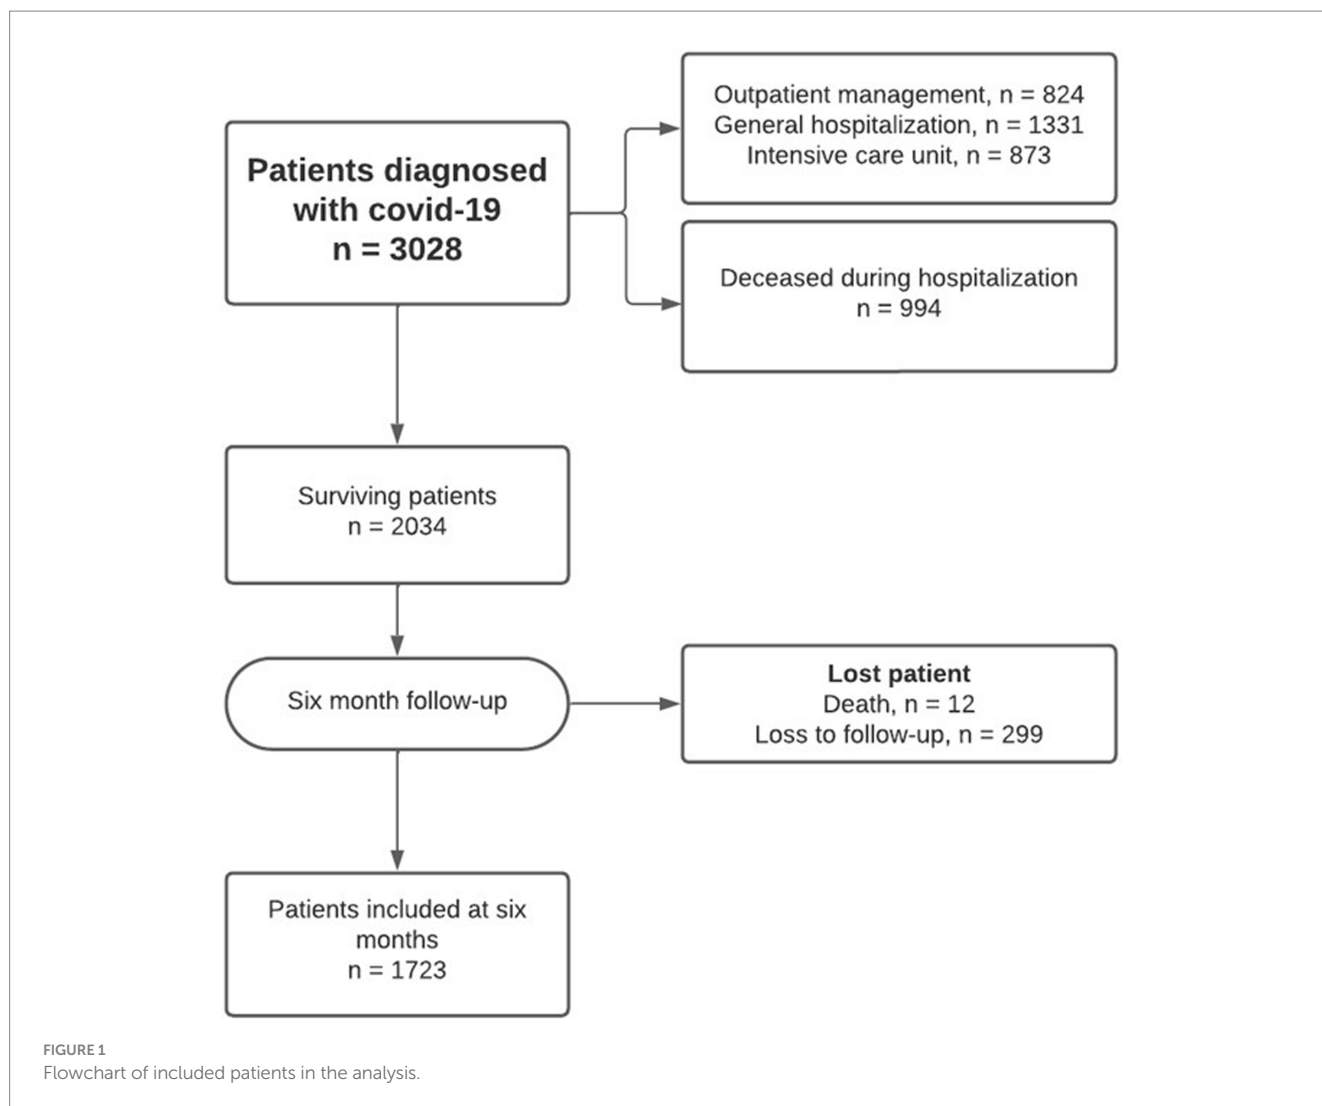 Patients diagnosed
with covid-19
n = 3028
Outpatient management, n = 824
General hospitalization, n = 1331
Intensive care unit, n = 873
Deceased during hospitalization
n = 994
Surviving patients
n = 2034
Six month follow-up
Lost patient
Death, n = 12
Loss to follow-up, n = 299
Patients included at six
months
n = 1723
FIGURE 1
Flowchart of included patients in the analysis.